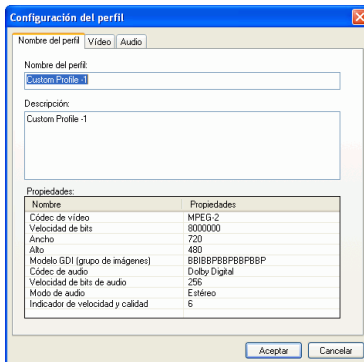 Configuración del perfil
Nombre del perfil Vídeo Audio
Nombre del perfil:
Custom Profile -1
Descripción:
Custom Profile -1
Propiedades:
Nombre Propiedades
Códec de vídeo MPEG-2
Velocidad de bits 8000000
Ancho 720
Alto 480
Modelo GDI (grupo de imágenes) BBIBBPBBPBBPBBP
Códec de audio Dolby Digital
Velocidad de bits de audio 256
Modo de audio Estéreo
Indicador de velocidad y calidad 6
Aceptar Cancelar